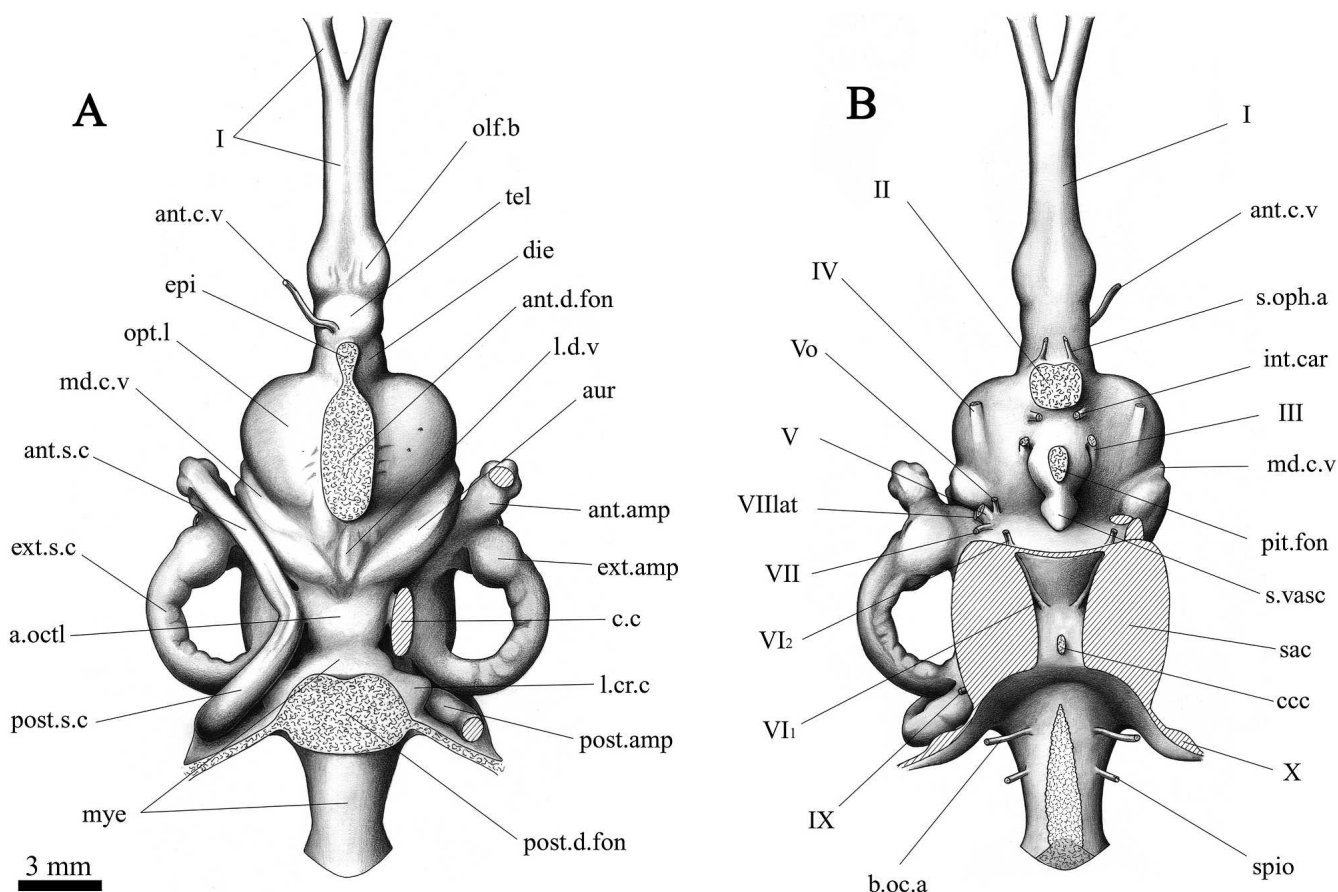 A
I
olf.b
ant.c.v
tel
epi
die
opt.l
ant.d.fon
md.c.v
l.d.v
ant.s.c
aur
ext.s.c
ant.amp
a.octl
ext.amp
post.s.c
c.c
l.cr.c
post.amp
mye
post.d.fon
3 mm
B
I
II
ant.c.v
IV
s.oph.a
Vo
int.car
V
III
VIIIlat
md.c.v
VII
pit.fon
VI2
s.vasc
VI1
sac
IX
ccc
b.oc.a
X
spio